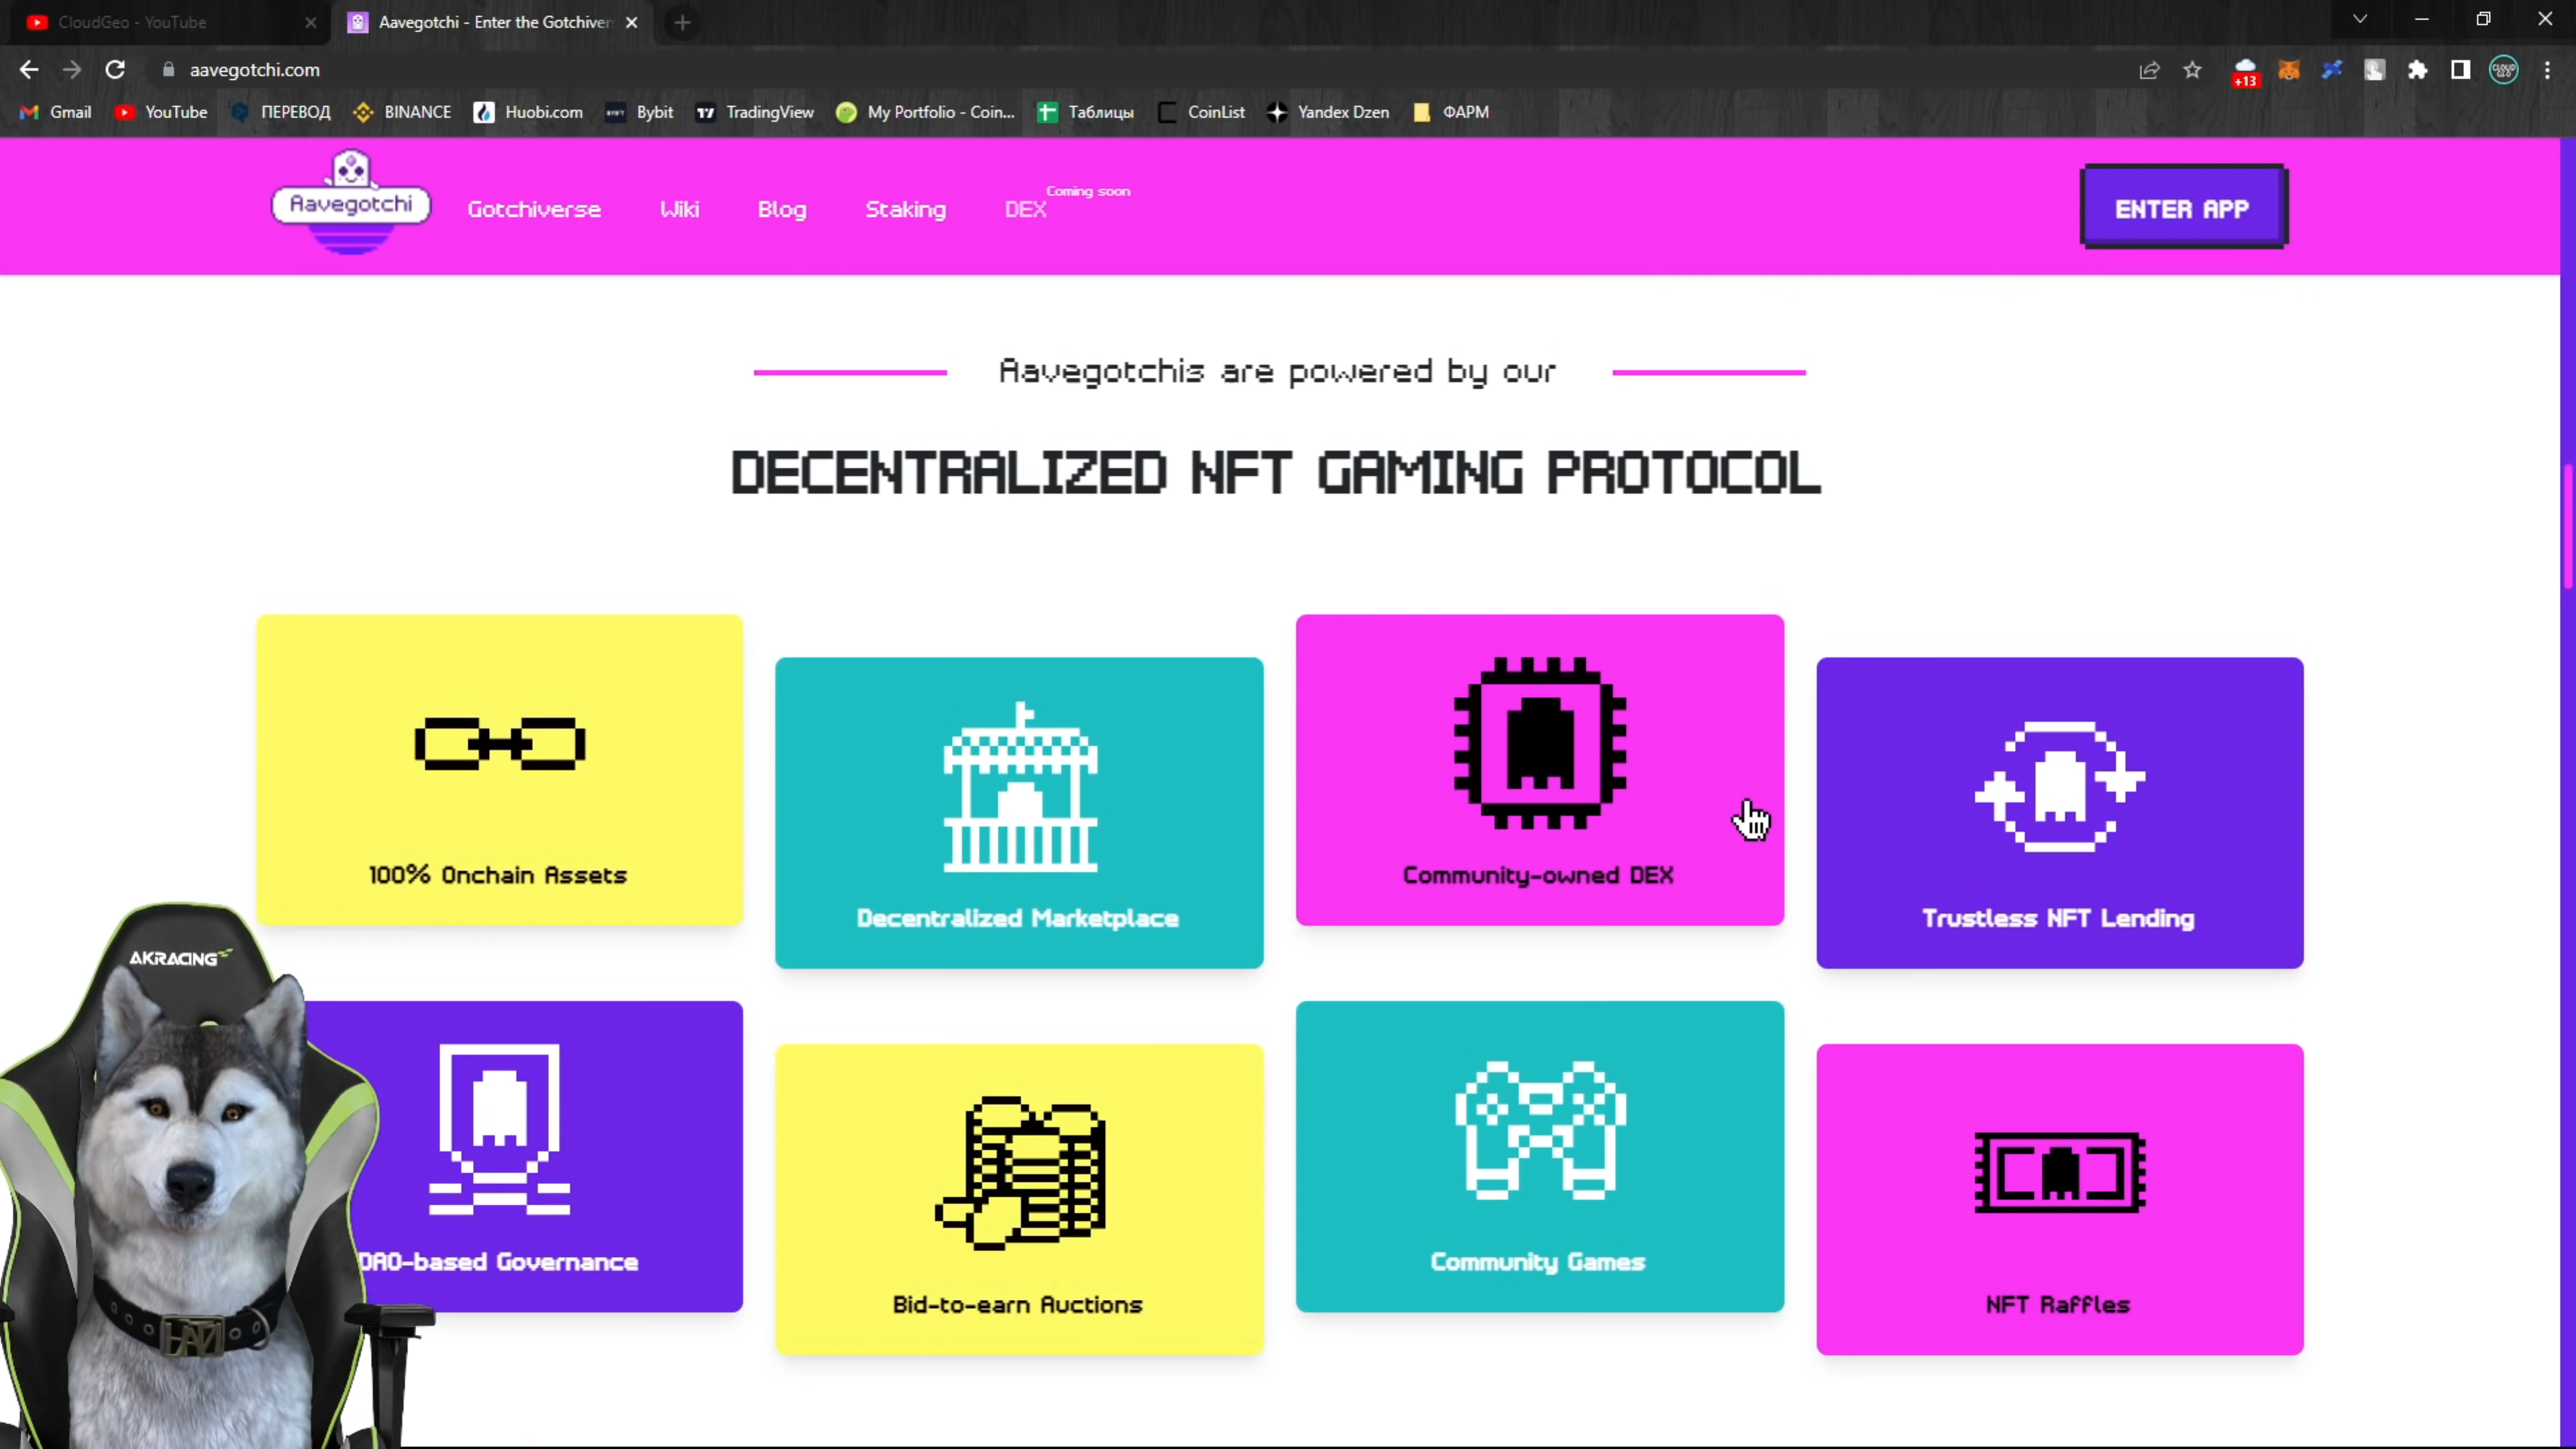 CloudGeo - YouTube
Aavegotchi - Enter the Gotchiver
aavegotchi.com
+13
Gmail
YouTube
ПЕРЕВОД
BINANCE
Huobi.com
Bybit
TradingView
My Portfolio - Coin...
Таблицы
CoinList
Yandex Dzen
ФАРМ
Aavegotchi
Gotchiverse
Wiki
Blog
Staking
DEX
Coming soon
ENTER APP
Aavegotchis are powered by our
DECENTRALIZED NFT GAMING PROTOCOL
100% Onchain Assets
Decentralized Marketplace
Community-owned DEX
Trustless NFT Lending
AKRACING
DAO-based Governance
Bid-to-earn Auctions
Community Games
NFT Raffles